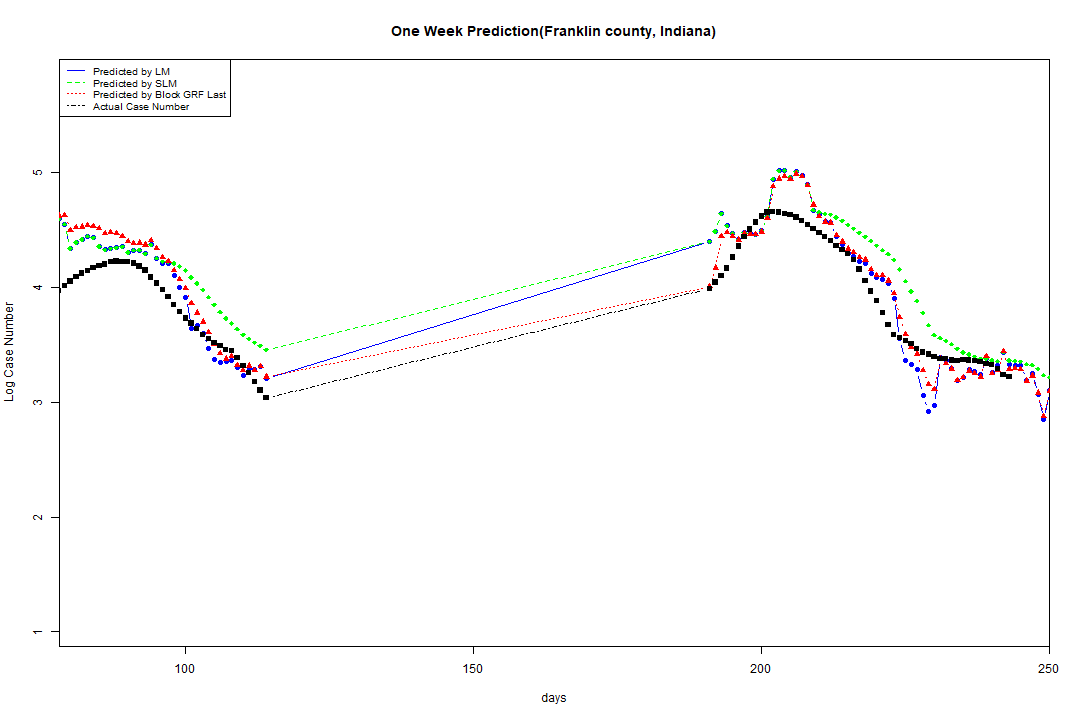 One Week Prediction(Franklin county, Indiana)
Predicted by LM
Predicted by SLM
Predicted by Block GRF Last
Actual Case Number
5
4
3
2
1
Log Case Number
100 150 200 250
days